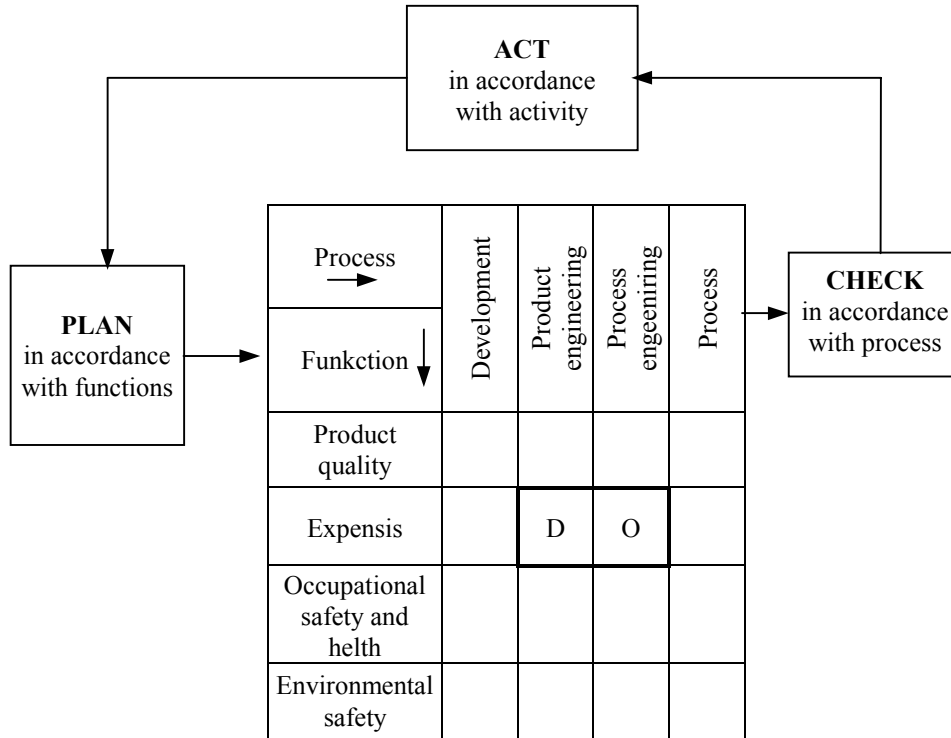 ACT
in accordance
with activity
PLAN
in accordance
with functions
Process
Funkction
Development
Product
engineering
Process
engeeniring
Process
CHECK
in accordance
with process
Product
quality
Expensis
D
O
Occupational
safety and
helth
Environmental
safety